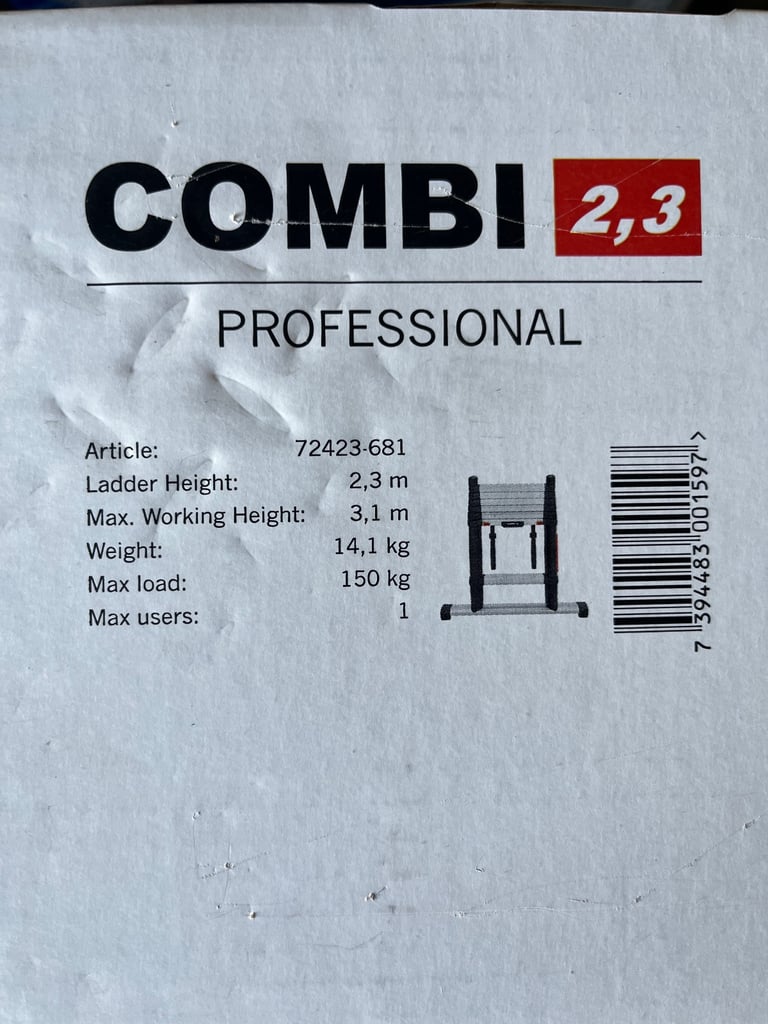 COMBI 2,3
PROFESSIONAL
Article: 72423-681
Ladder Height: 2,3 m
Max. Working Height: 3,1 m
Weight: 14,1 kg
Max load: 150 kg
Max users: 1
7 394483 001597 >